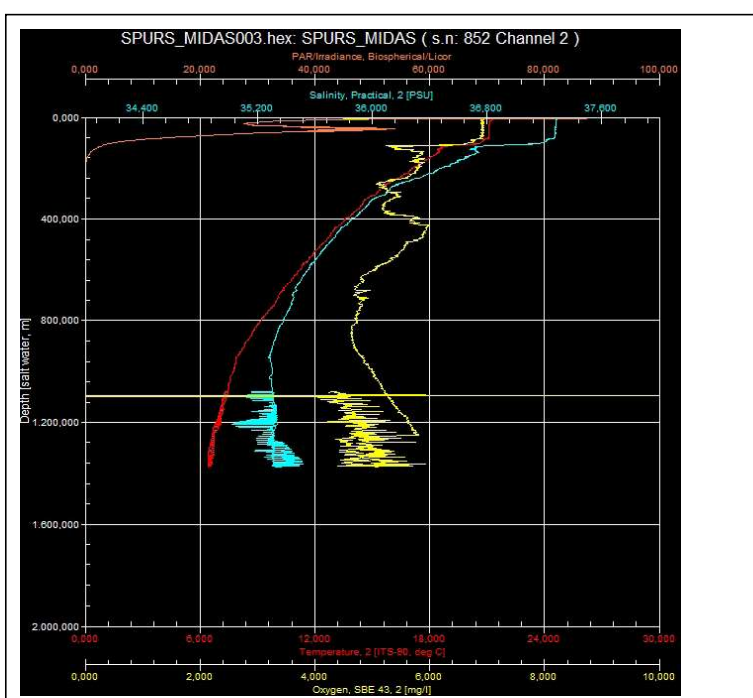 SPURS_MIDAS003.hex: SPURS_MIDAS ( s.n: 852 Channel 2 )
PAR/Irradiance, Biospherical/Licor
0,000 20,000 40,000 60,000 80,000 100,000
Salinity, Practical, 2 [PSU]
34,400 35,200 36,000 36,800 37,600
0,000
400,000
800,000
Depth [salt water, m]
1.200,000
1.600,000
2.000,000
0,000 6,000 12,000 18,000 24,000 30,000
Temperature, 2 [ITS-90, deg C]
0,000 2,000 4,000 6,000 8,000 10,000
Oxygen, SBE 43, 2 [mg/l]